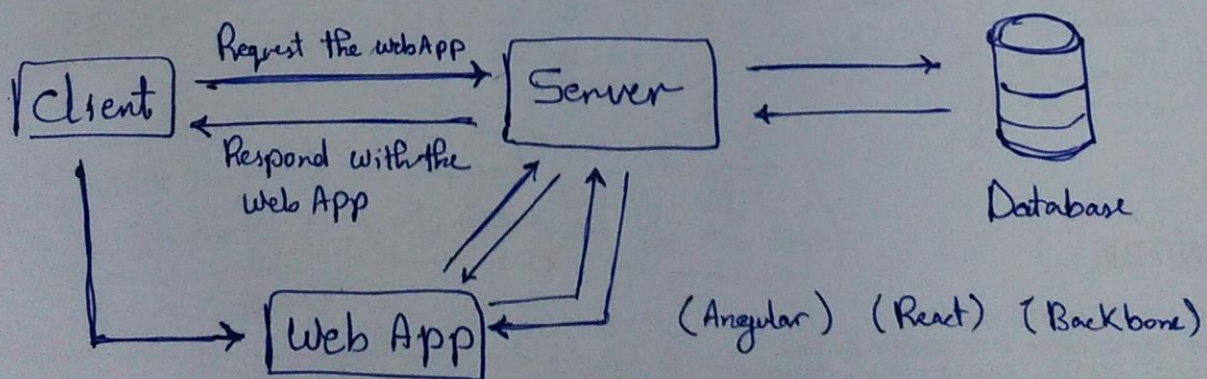 Request the webApp
Client
Server
Respond with the
Web App
Database
Web App
(Angular) (React) (Backbone)